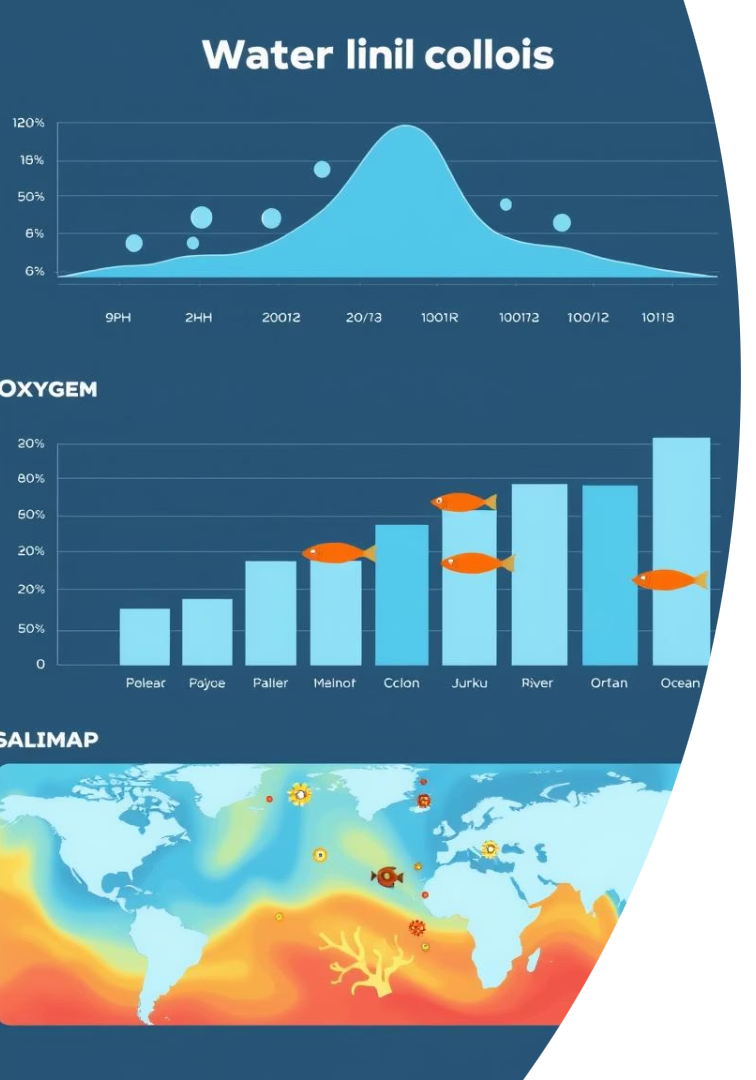 Water linil collois
120%
18%
50%
6%
6%
9PH 2HH 20012 20/13 1001R 100172 100/12 1011B
OXYGEM
20%
80%
60%
20%
20%
50%
0
Polear Poyoe Paller Melnof Cclon Jurku River Orfan Ocean
SALIMAP